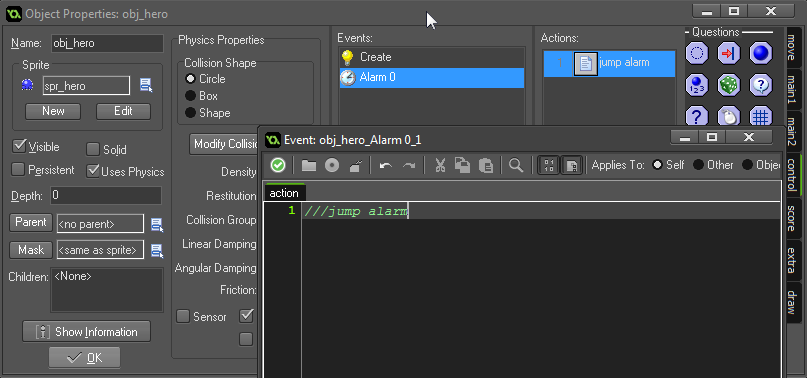 Object Properties: obj_hero
Name: obj_hero
Sprite
spr_hero
New Edit
Visible Solid
Persistent Uses Physics
Depth: 0
Parent <no parent>
Mask <same as sprite>
Children: <None>
Show Information
OK
Physics Properties
Collision Shape
Circle
Box
Shape
Modify Collisio
Density
Restitution
Collision Group
Linear Damping
Angular Damping
Friction:
Sensor
Events:
Create
Alarm 0
Actions:
jump alarm
Questions
123
?
?
move
main1
main2
control
score
extra
draw
Event: obj_hero_Alarm 0_1
Applies To: Self Other Objec
action
1 ///jump alarm